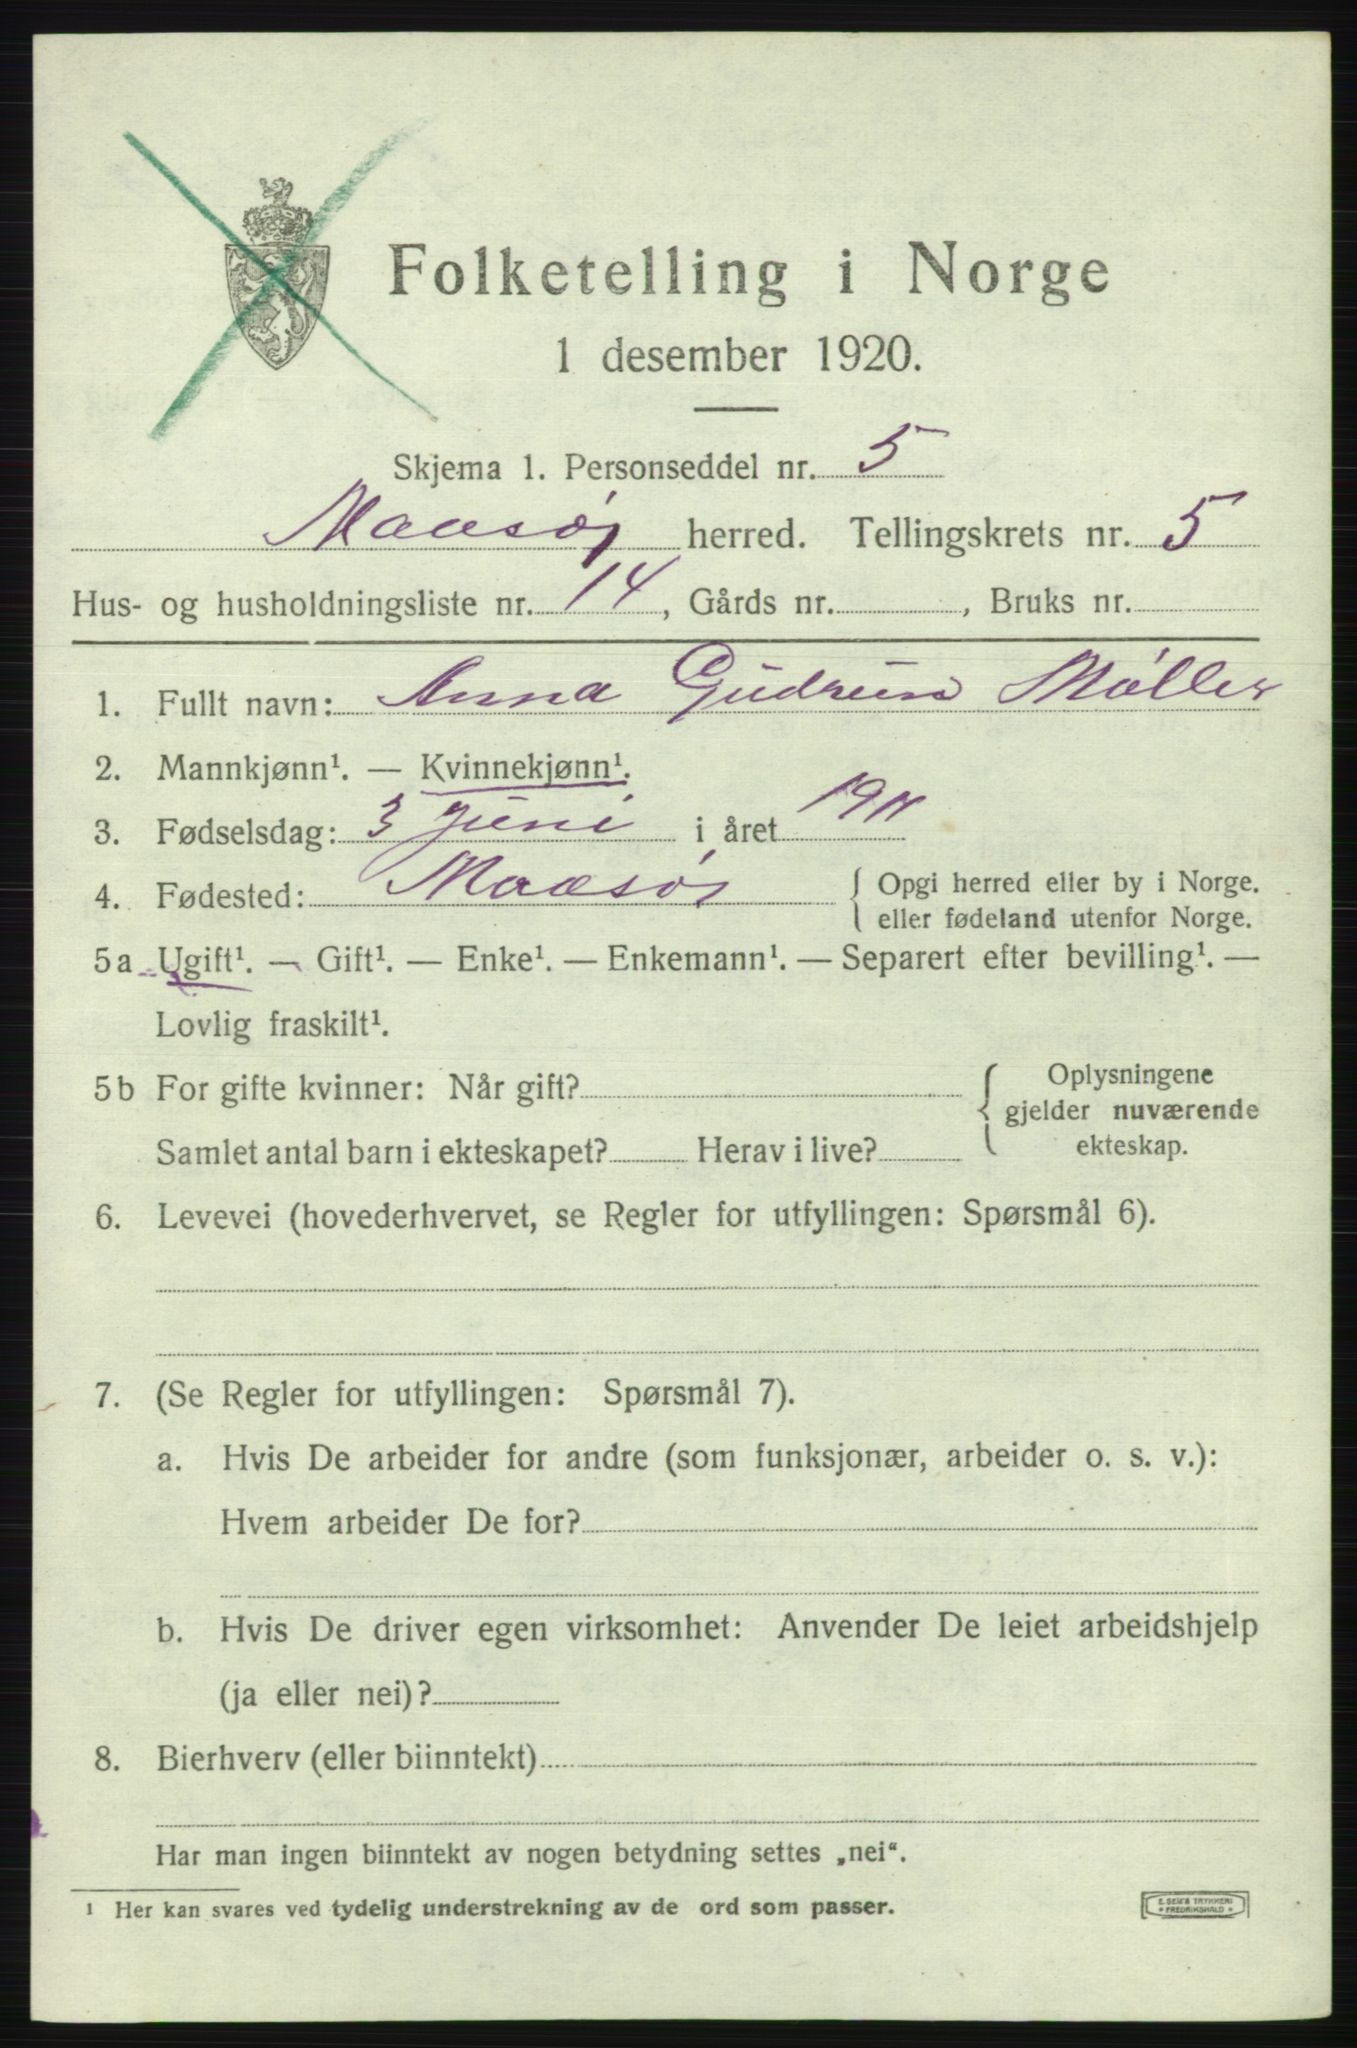 Folketelling i Norge
1 desember 1920.
Skjema 1. Personseddel nr. 5
Maasøy herred. Tellingskrets nr. 5
Hus- og husholdningsliste nr. 14, Gårds nr. , Bruks nr.
1. Fullt navn: Anna Gudrun Møller
2. Mannkjønn¹. — Kvinnekjønn¹.
3. Fødselsdag: 3 juni i året 1911
4. Fødested: Maasøy { Opgi herred eller by i Norge.
eller fødeland utenfor Norge.
5a Ugift¹. — Gift¹. — Enke¹. — Enkemann¹. — Separert efter bevilling¹. —
Lovlig fraskilt¹.
5b For gifte kvinner: Når gift? { Oplysningene
gjelder nuværende
Samlet antal barn i ekteskapet? Herav i live? ekteskap.
6. Levevei (hovederhvervet, se Regler for utfyllingen: Spørsmål 6).
7. (Se Regler for utfyllingen: Spørsmål 7).
a. Hvis De arbeider for andre (som funksjonær, arbeider o. s. v.):
Hvem arbeider De for?
b. Hvis De driver egen virksomhet: Anvender De leiet arbeidshjelp
(ja eller nei)?
8. Bierhverv (eller biinntekt)
Har man ingen biinntekt av nogen betydning settes „nei“.
¹ Her kan svares ved tydelig understrekning av de ord som passer.
E. SEM'S TRYKKERI
FREDRIKSHALD